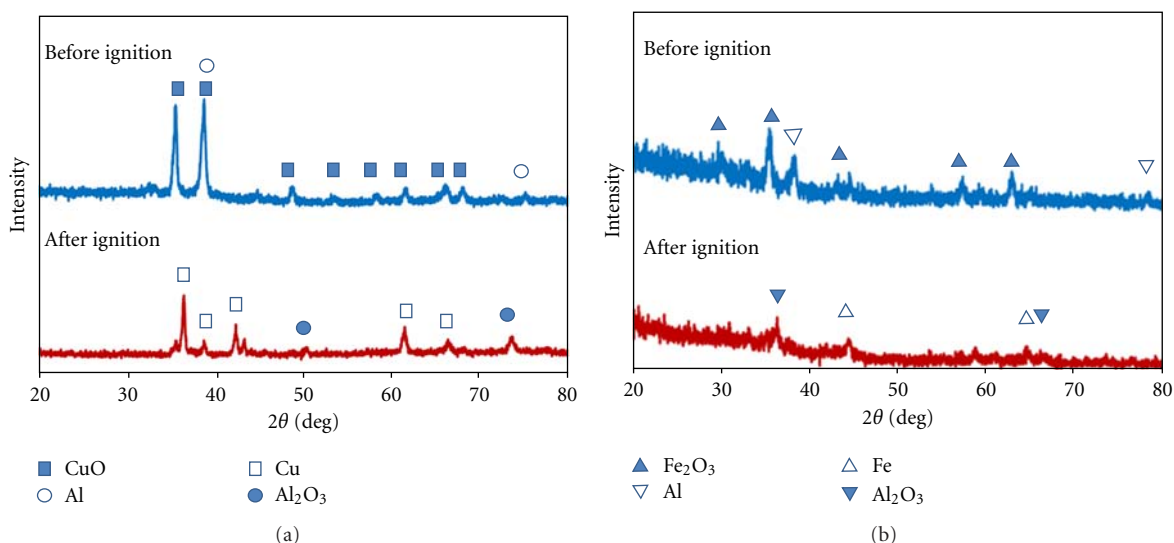 Before ignition
After ignition
Intensity
20 30 40 50 60 70 80
2θ (deg)
CuO Cu
Al Al₂O₃
(a)
Before ignition
After ignition
Intensity
20 30 40 50 60 70 80
2θ (deg)
Fe₂O₃ Fe
Al Al₂O₃
(b)